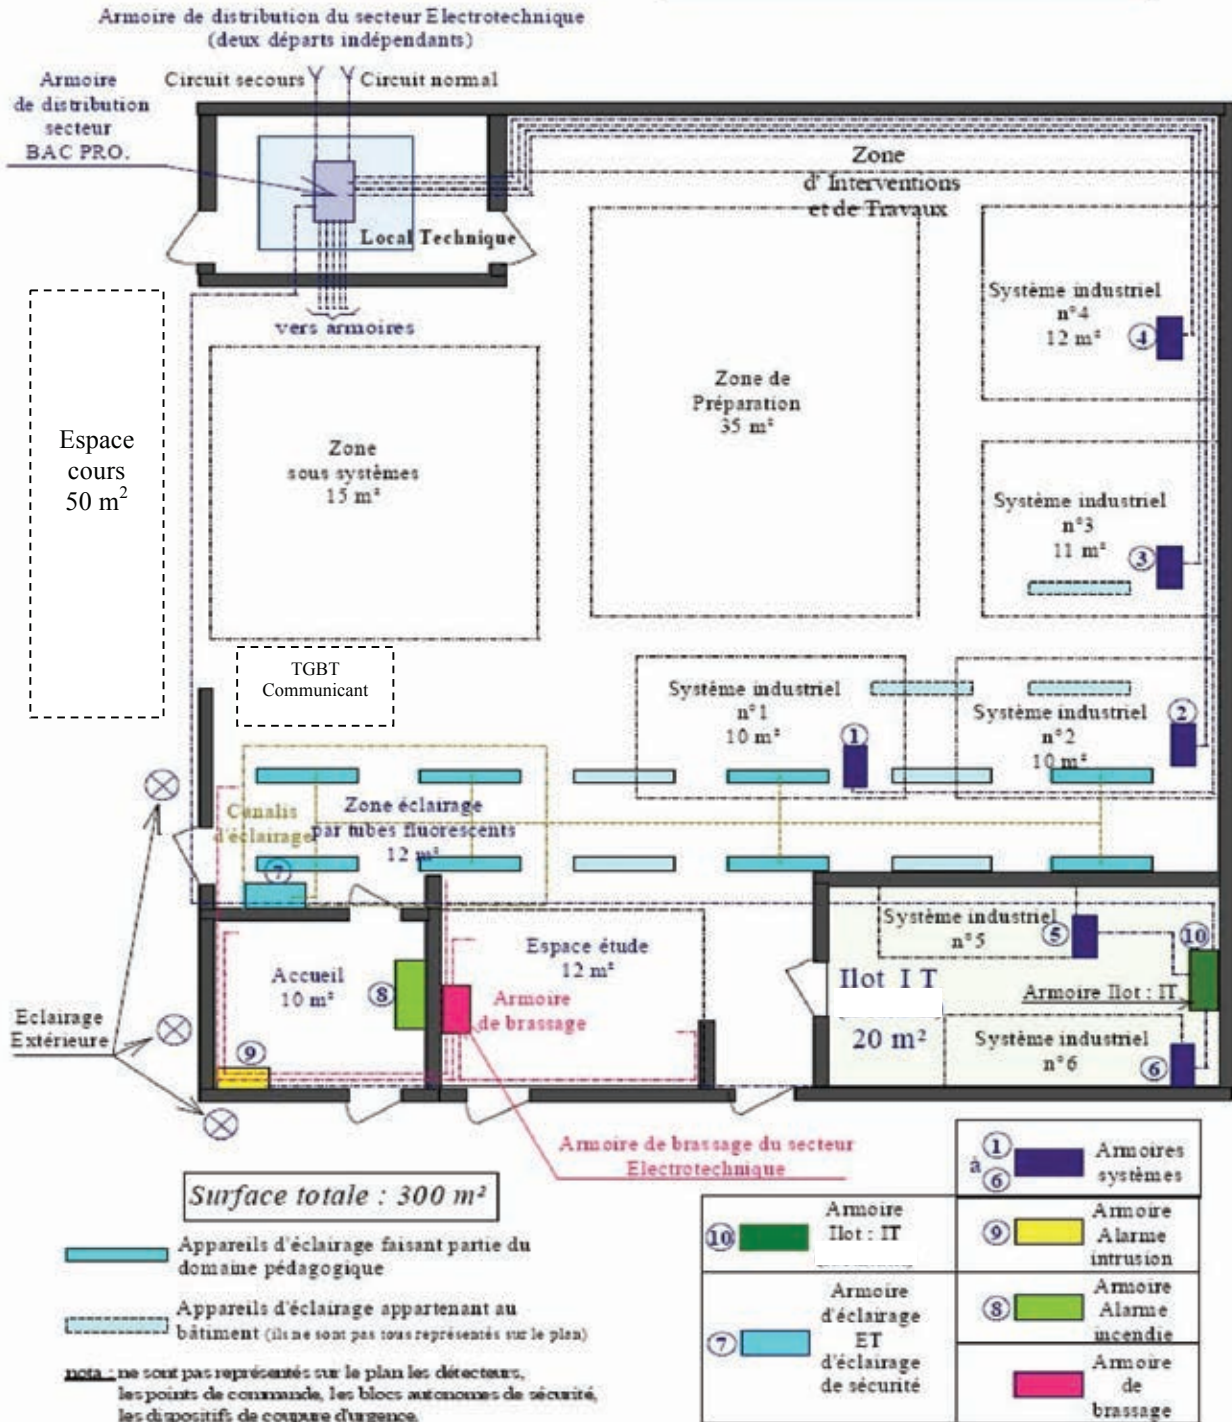 Armoire de distribution du secteur Electrotechnique
(deux départs indépendants)
Armoire
de distribution
secteur
BAC PRO.
Circuit secours
Circuit normal
Local Technique
vers armoires
Zone
d' Interventions
et de Travaux
Espace
cours
50 m²
Zone
sous systèmes
15 m²
Zone de
Préparation
35 m²
Système industriel
n°4
12 m²
4
Système industriel
n°3
11 m²
3
TGBT
Communicant
Système industriel
n°1
10 m²
1
Système industriel
n°2
10 m²
2
Canalis
d'éclairage
Zone éclairage
par tubes fluorescents
12 m²
7
Accueil
10 m²
8
9
Espace étude
12 m²
Armoire
de brassage
Système industriel
n°5
5
10
Ilot I T
20 m²
Armoire Ilot : IT
Système industriel
n°6
6
Eclairage
Extérieure
Armoire de brassage du secteur
Electrotechnique
Surface totale : 300 m²
Appareils d'éclairage faisant partie du
domaine pédagogique
Appareils d'éclairage appartenant au
bâtiment (ils ne sont pas tous représentés sur le plan)
nota : ne sont pas représentés sur le plan les détecteurs,
les points de commande, les blocs autonomes de sécurité,
les dispositifs de coupure d'urgence.
1
à
6
Armoires
systèmes
10
Armoire
Ilot : IT
9
Armoire
Alarme
intrusion
7
Armoire
d'éclairage
ET
d'éclairage
de sécurité
8
Armoire
Alarme
incendie
Armoire
de
brassage